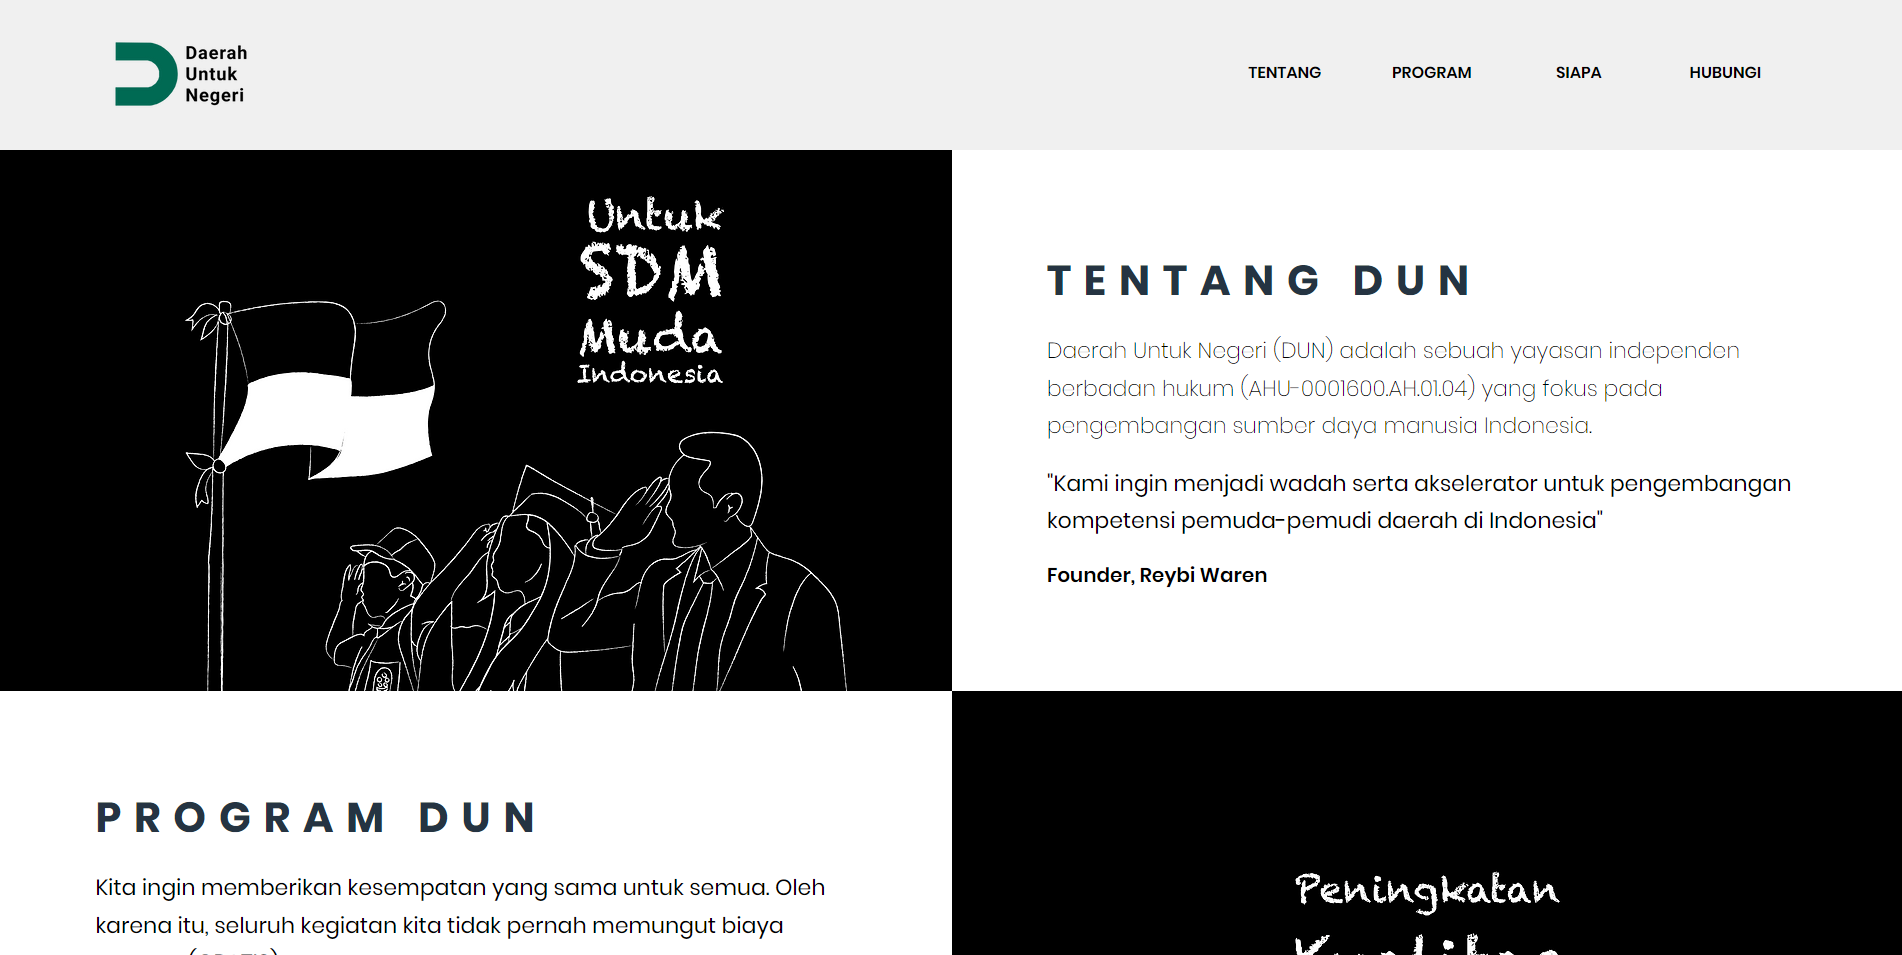 Daerah
Untuk
Negeri
TENTANG
PROGRAM
SIAPA
HUBUNGI
Untuk
SDM
Muda
Indonesia
TENTANG DUN
Daerah Untuk Negeri (DUN) adalah sebuah yayasan independen
berbadan hukum (AHU-0001600.AH.01.04) yang fokus pada
pengembangan sumber daya manusia Indonesia.
"Kami ingin menjadi wadah serta akselerator untuk pengembangan
kompetensi pemuda-pemudi daerah di Indonesia"
Founder, Reybi Waren
PROGRAM DUN
Kita ingin memberikan kesempatan yang sama untuk semua. Oleh
karena itu, seluruh kegiatan kita tidak pernah memungut biaya
Peningkatan